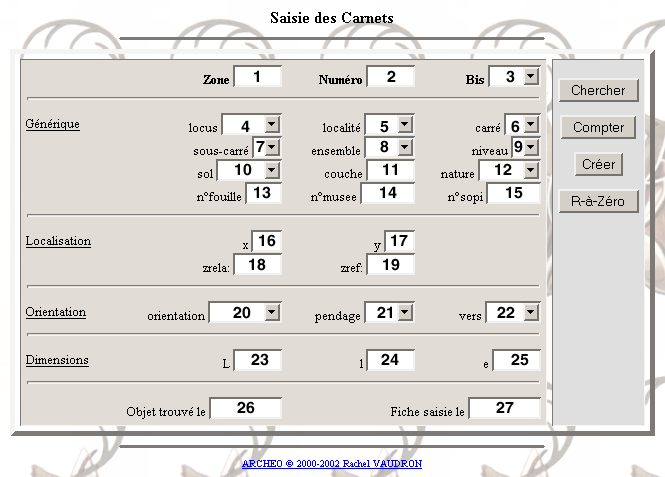 Saisie des Carnets
Zone 1 Numéro 2 Bis 3
Chercher
Générique locus 4 localité 5 carré 6
Compter
sous-carré 7 ensemble 8 niveau 9
sol 10 couche 11 nature 12
Créer
n°fouille 13 n°musee 14 n°sopi 15
R-à-Zéro
Localisation x 16 y 17
zrela: 18 zref: 19
Orientation orientation 20 pendage 21 vers 22
Dimensions L 23 l 24 e 25
Objet trouvé le 26 Fiche saisie le 27
ARCHEO © 2000-2002 Rachel VAUDRON